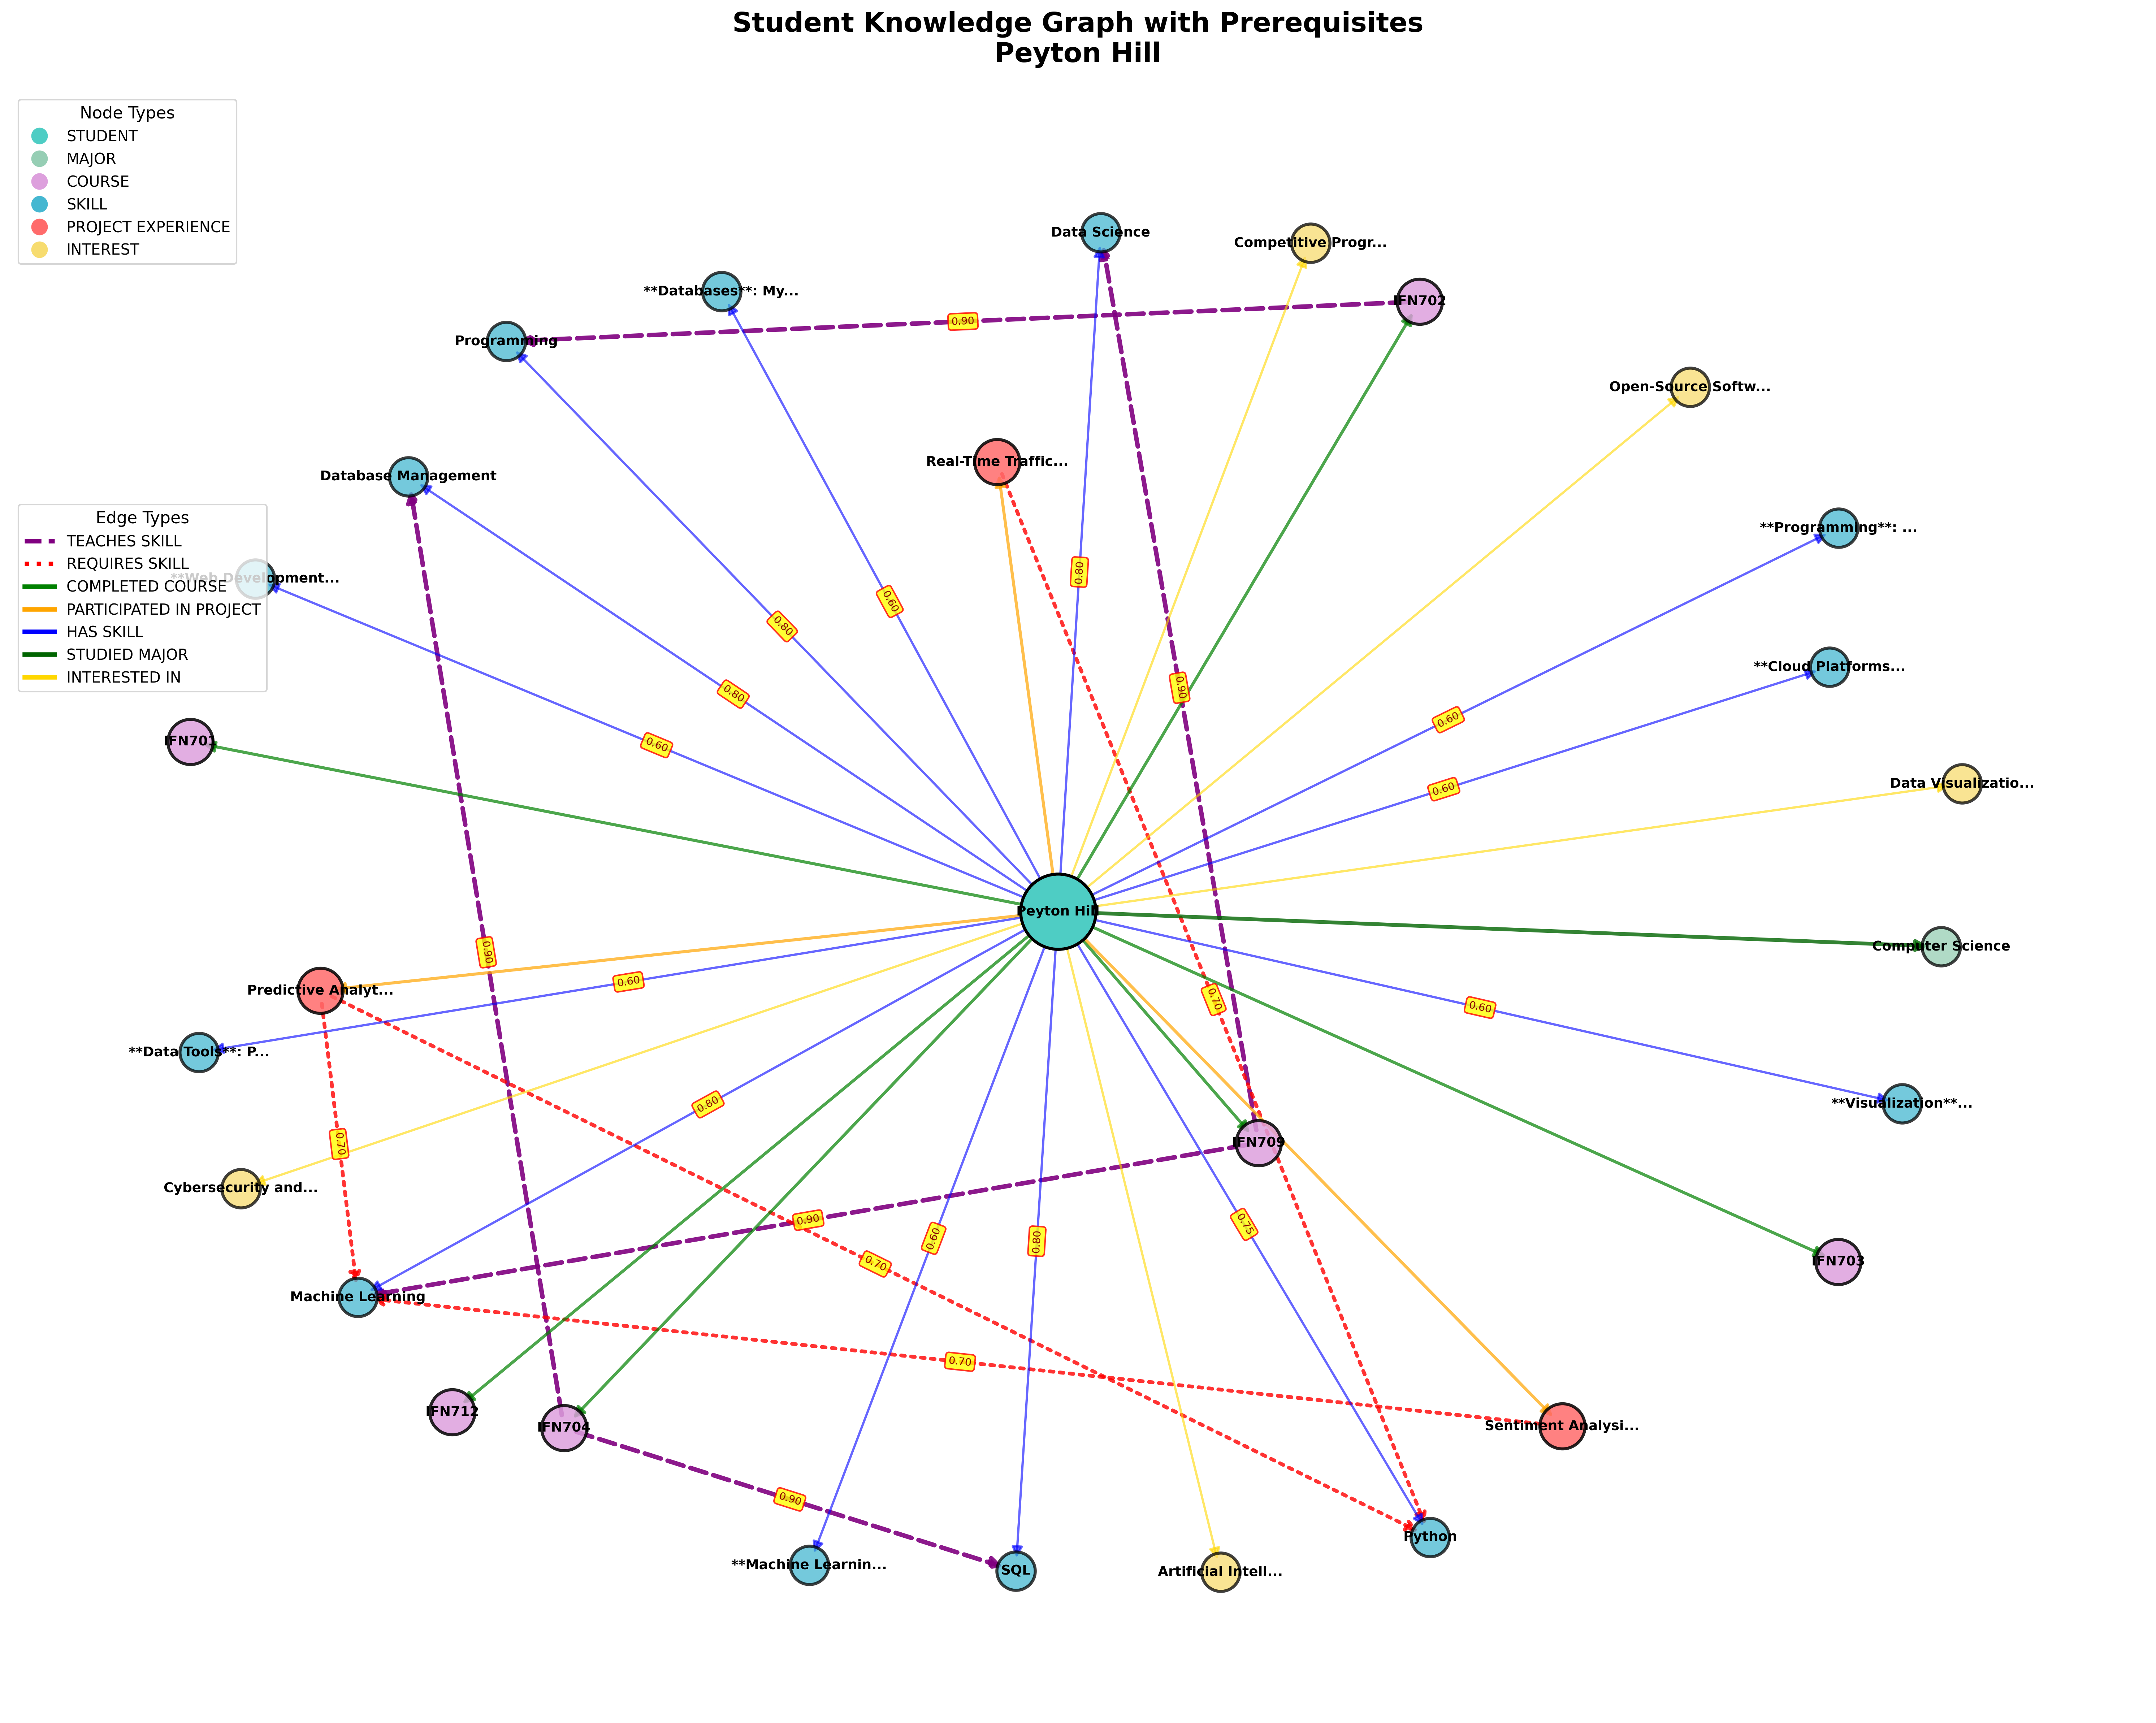 Student Knowledge Graph with Prerequisites
Peyton Hill
Node Types
STUDENT
MAJOR
COURSE
SKILL
PROJECT EXPERIENCE
INTEREST
Data Science
Competitive Progr...
**Databases**: My...
IFN702
0.90
Programming
Open-Source Softw...
Real-Time Traffic...
Database Management
Edge Types
TEACHES SKILL
REQUIRES SKILL
COMPLETED COURSE
PARTICIPATED IN PROJECT
HAS SKILL
STUDIED MAJOR
INTERESTED IN
**Programming**: ...
**Web Development...
0.80
0.60
0.80
**Cloud Platforms...
0.90
0.80
0.60
IFN701
0.60
Data Visualizatio...
0.60
Peyton Hill
Computer Science
0.90
0.60
Predictive Analyt...
0.70
0.60
**Data Tools**: P...
0.80
**Visualization**...
0.70
IFN709
Cybersecurity and...
0.90
0.75
0.60
0.80
0.70
IFN703
Machine Learning
0.70
IFN712
IFN704
Sentiment Analysi...
0.90
Python
**Machine Learnin...
SQL
Artificial Intell...